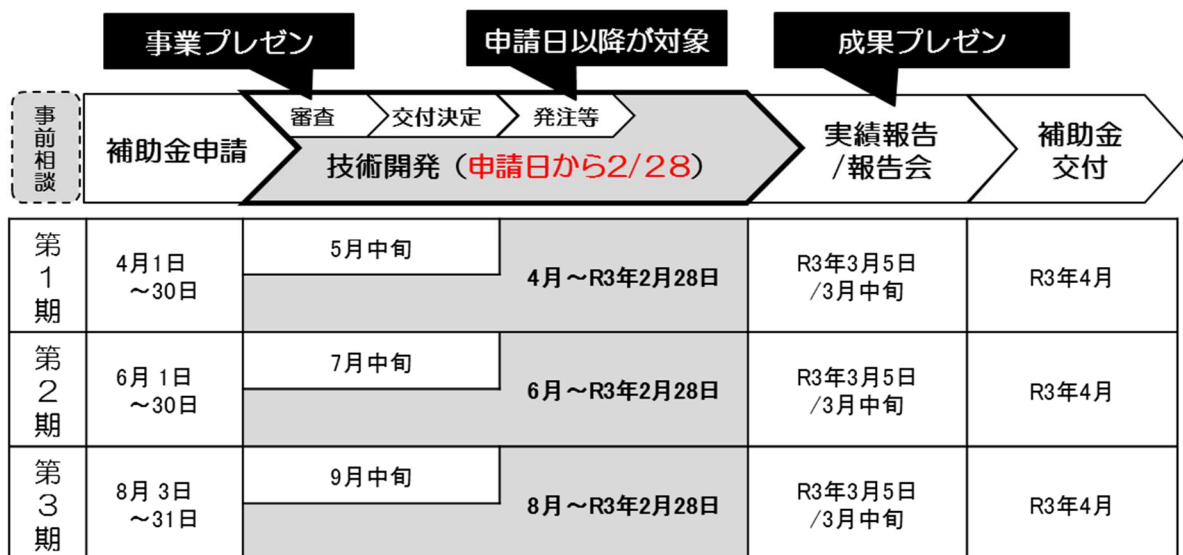 事業プレゼン
申請日以降が対象
成果プレゼン
事前相談
補助金申請
審査
交付決定
発注等
技術開発（申請日から2/28）
実績報告
/報告会
補助金
交付
第1期
4月1日
～30日
5月中旬
4月～R3年2月28日
R3年3月5日
/3月中旬
R3年4月
第2期
6月 1日
～30日
7月中旬
6月～R3年2月28日
R3年3月5日
/3月中旬
R3年4月
第3期
8月 3日
～31日
9月中旬
8月～R3年2月28日
R3年3月5日
/3月中旬
R3年4月